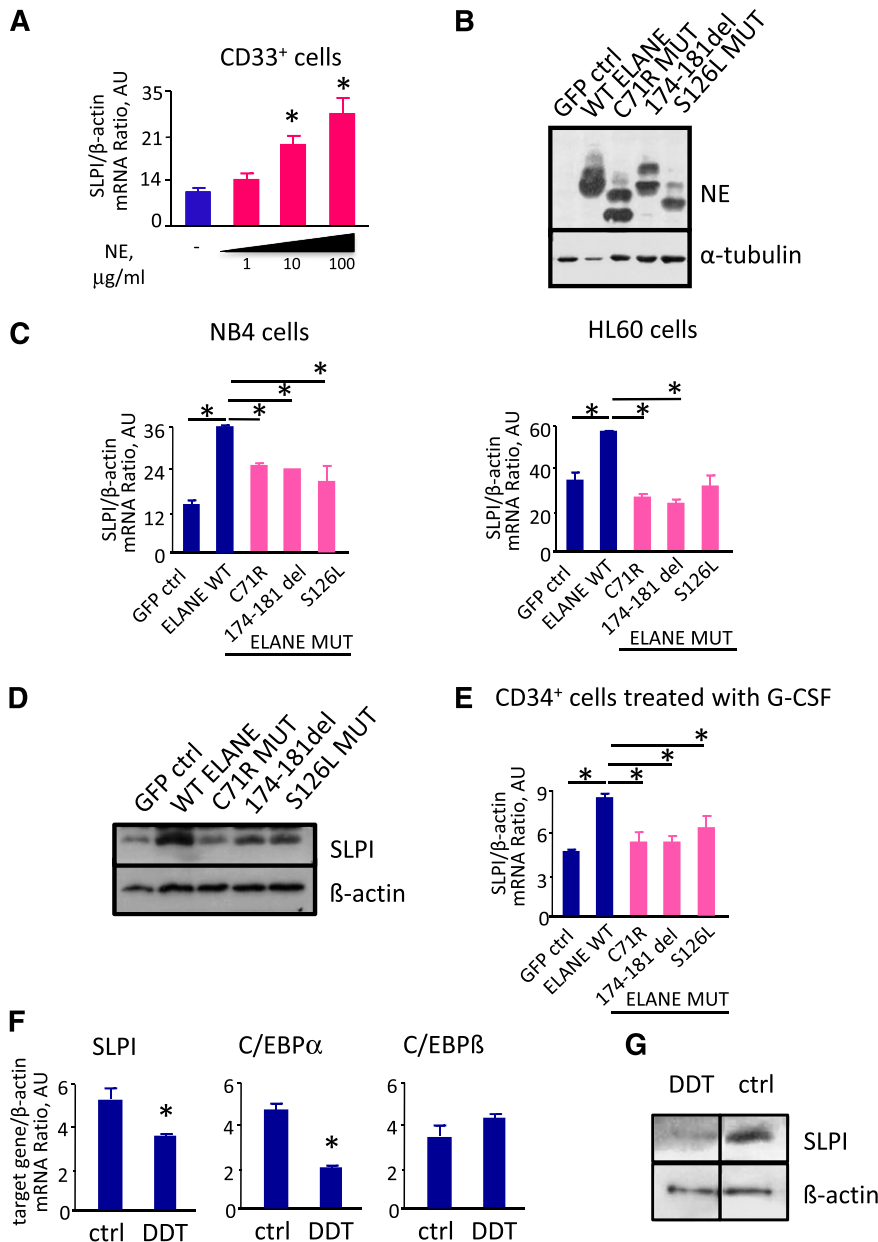 A
CD33⁺ cells
SLPI/β-actin
mRNA Ratio, AU
35
21
14
0
* *
NE,
μg/ml
- 1 10 100
B
GFP ctrl
WT ELANE
C71R MUT
174-181del
S126L MUT
NE
α-tubulin
C
NB4 cells
SLPI/β-actin
mRNA Ratio, AU
36
24
12
0
* * * *
GFP ctrl
ELANE WT
C71R
174-181 del
S126L
ELANE MUT
HL60 cells
SLPI/β-actin
mRNA Ratio, AU
60
40
20
0
* * *
GFP ctrl
ELANE WT
C71R
174-181 del
S126L
ELANE MUT
D
GFP ctrl
WT ELANE
C71R MUT
174-181del
S126L MUT
SLPI
ß-actin
E
CD34⁺ cells treated with G-CSF
SLPI/β-actin
mRNA Ratio, AU
9
6
3
0
* * * *
GFP ctrl
ELANE WT
C71R
174-181 del
S126L
ELANE MUT
F
target gene/β-actin
mRNA Ratio, AU
SLPI
6
4
2
0
*
ctrl DDT
C/EBPα
6
4
2
0
*
ctrl DDT
C/EBPß
6
4
2
0
ctrl DDT
G
DDT ctrl
SLPI
ß-actin